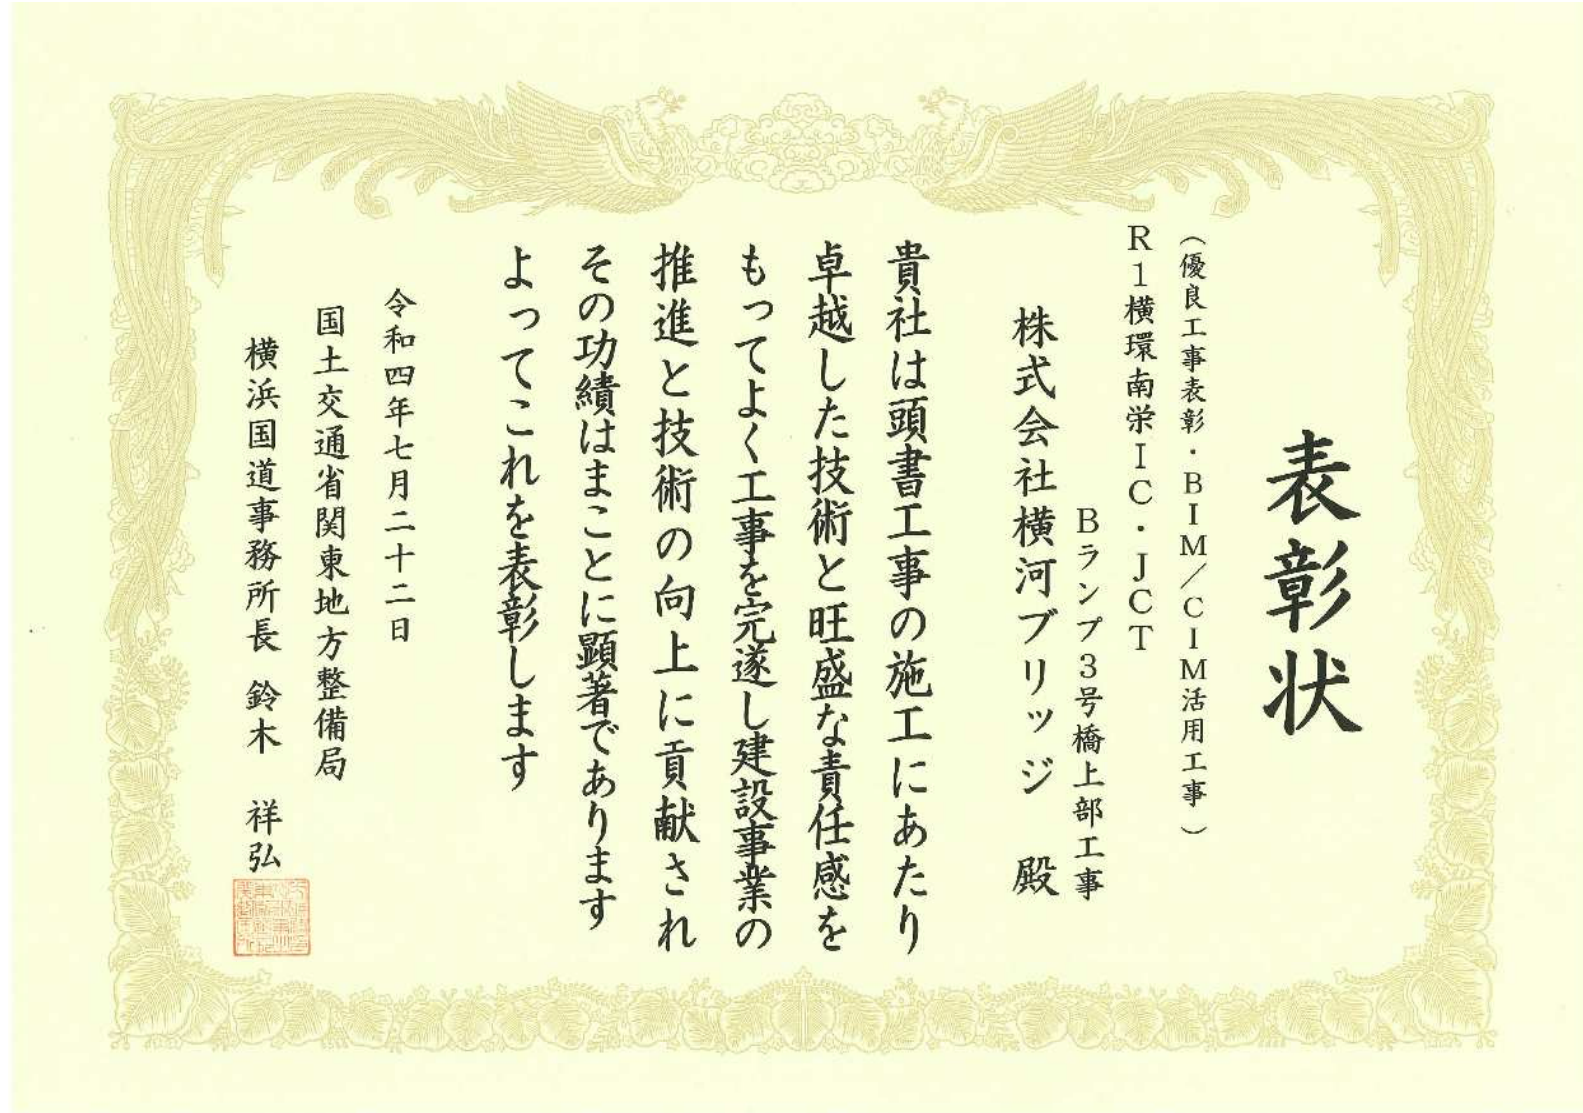 表彰状
（優良工事表彰・BIM／CIM活用工事）
R1横環南栄IC・JCT
Bランプ3号橋上部工事
株式会社横河ブリッジ 殿
貴社は頭書工事の施工にあたり
卓越した技術と旺盛な責任感を
もってよく工事を完遂し建設事業の
推進と技術の向上に貢献され
その功績はまことに顕著であります
よってこれを表彰します
令和四年七月二十二日
国土交通省関東地方整備局
横浜国道事務所長 鈴木 祥弘